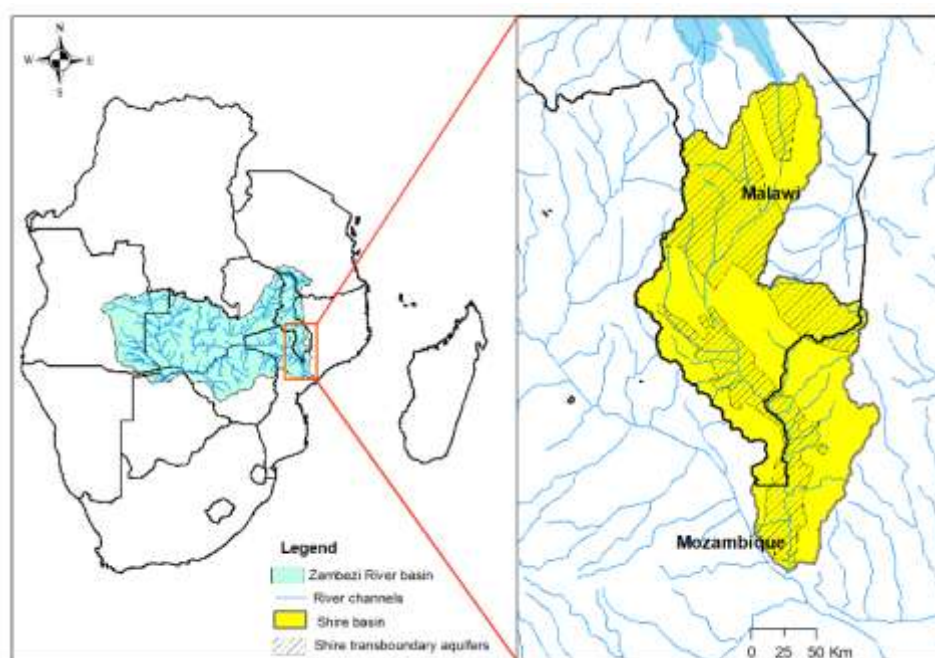 N
W E
S
Malawi
Mozambique
Legend
Zambezi River basin
River channels
Shire basin
Shire transboundary aquifers
0 25 50 Km